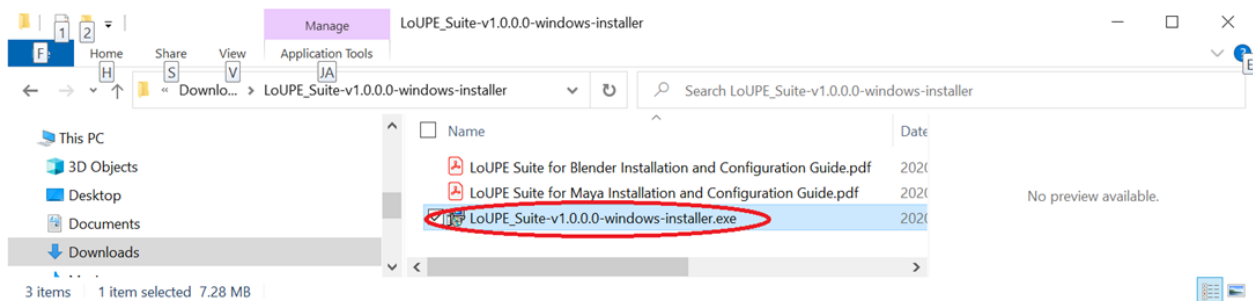 1 2 Manage LoUPE_Suite-v1.0.0.0-windows-installer
F Home Share View Application Tools ?
H S V JA E
« Downlo... > LoUPE_Suite-v1.0.0.0-windows-installer Search LoUPE_Suite-v1.0.0.0-windows-installer
This PC
3D Objects
Desktop
Documents
Downloads
Name Date
LoUPE Suite for Blender Installation and Configuration Guide.pdf 202
LoUPE Suite for Maya Installation and Configuration Guide.pdf 202
LoUPE_Suite-v1.0.0.0-windows-installer.exe 202
No preview available.
3 items 1 item selected 7.28 MB